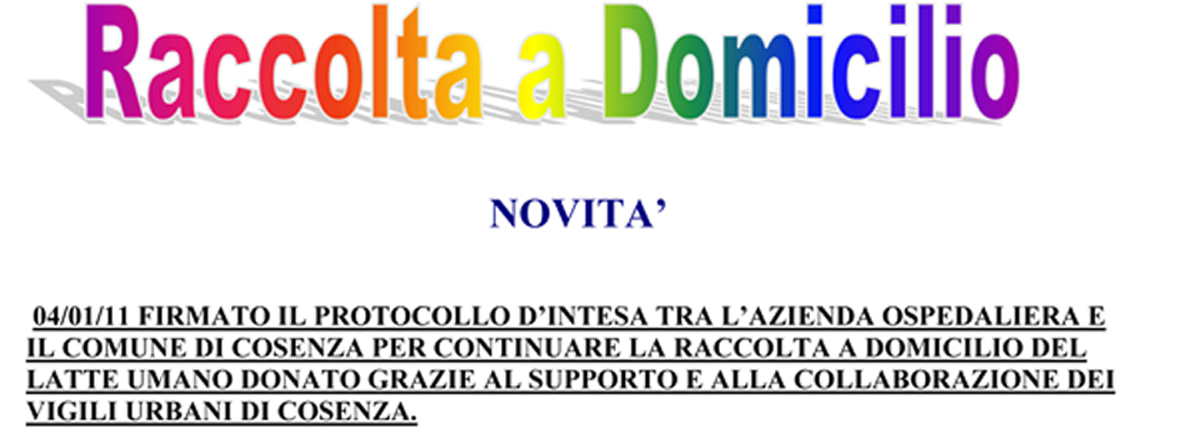 Raccolta a Domicilio
NOVITA’
04/01/11 FIRMATO IL PROTOCOLLO D’INTESA TRA L’AZIENDA OSPEDALIERA E
IL COMUNE DI COSENZA PER CONTINUARE LA RACCOLTA A DOMICILIO DEL
LATTE UMANO DONATO GRAZIE AL SUPPORTO E ALLA COLLABORAZIONE DEI
VIGILI URBANI DI COSENZA.